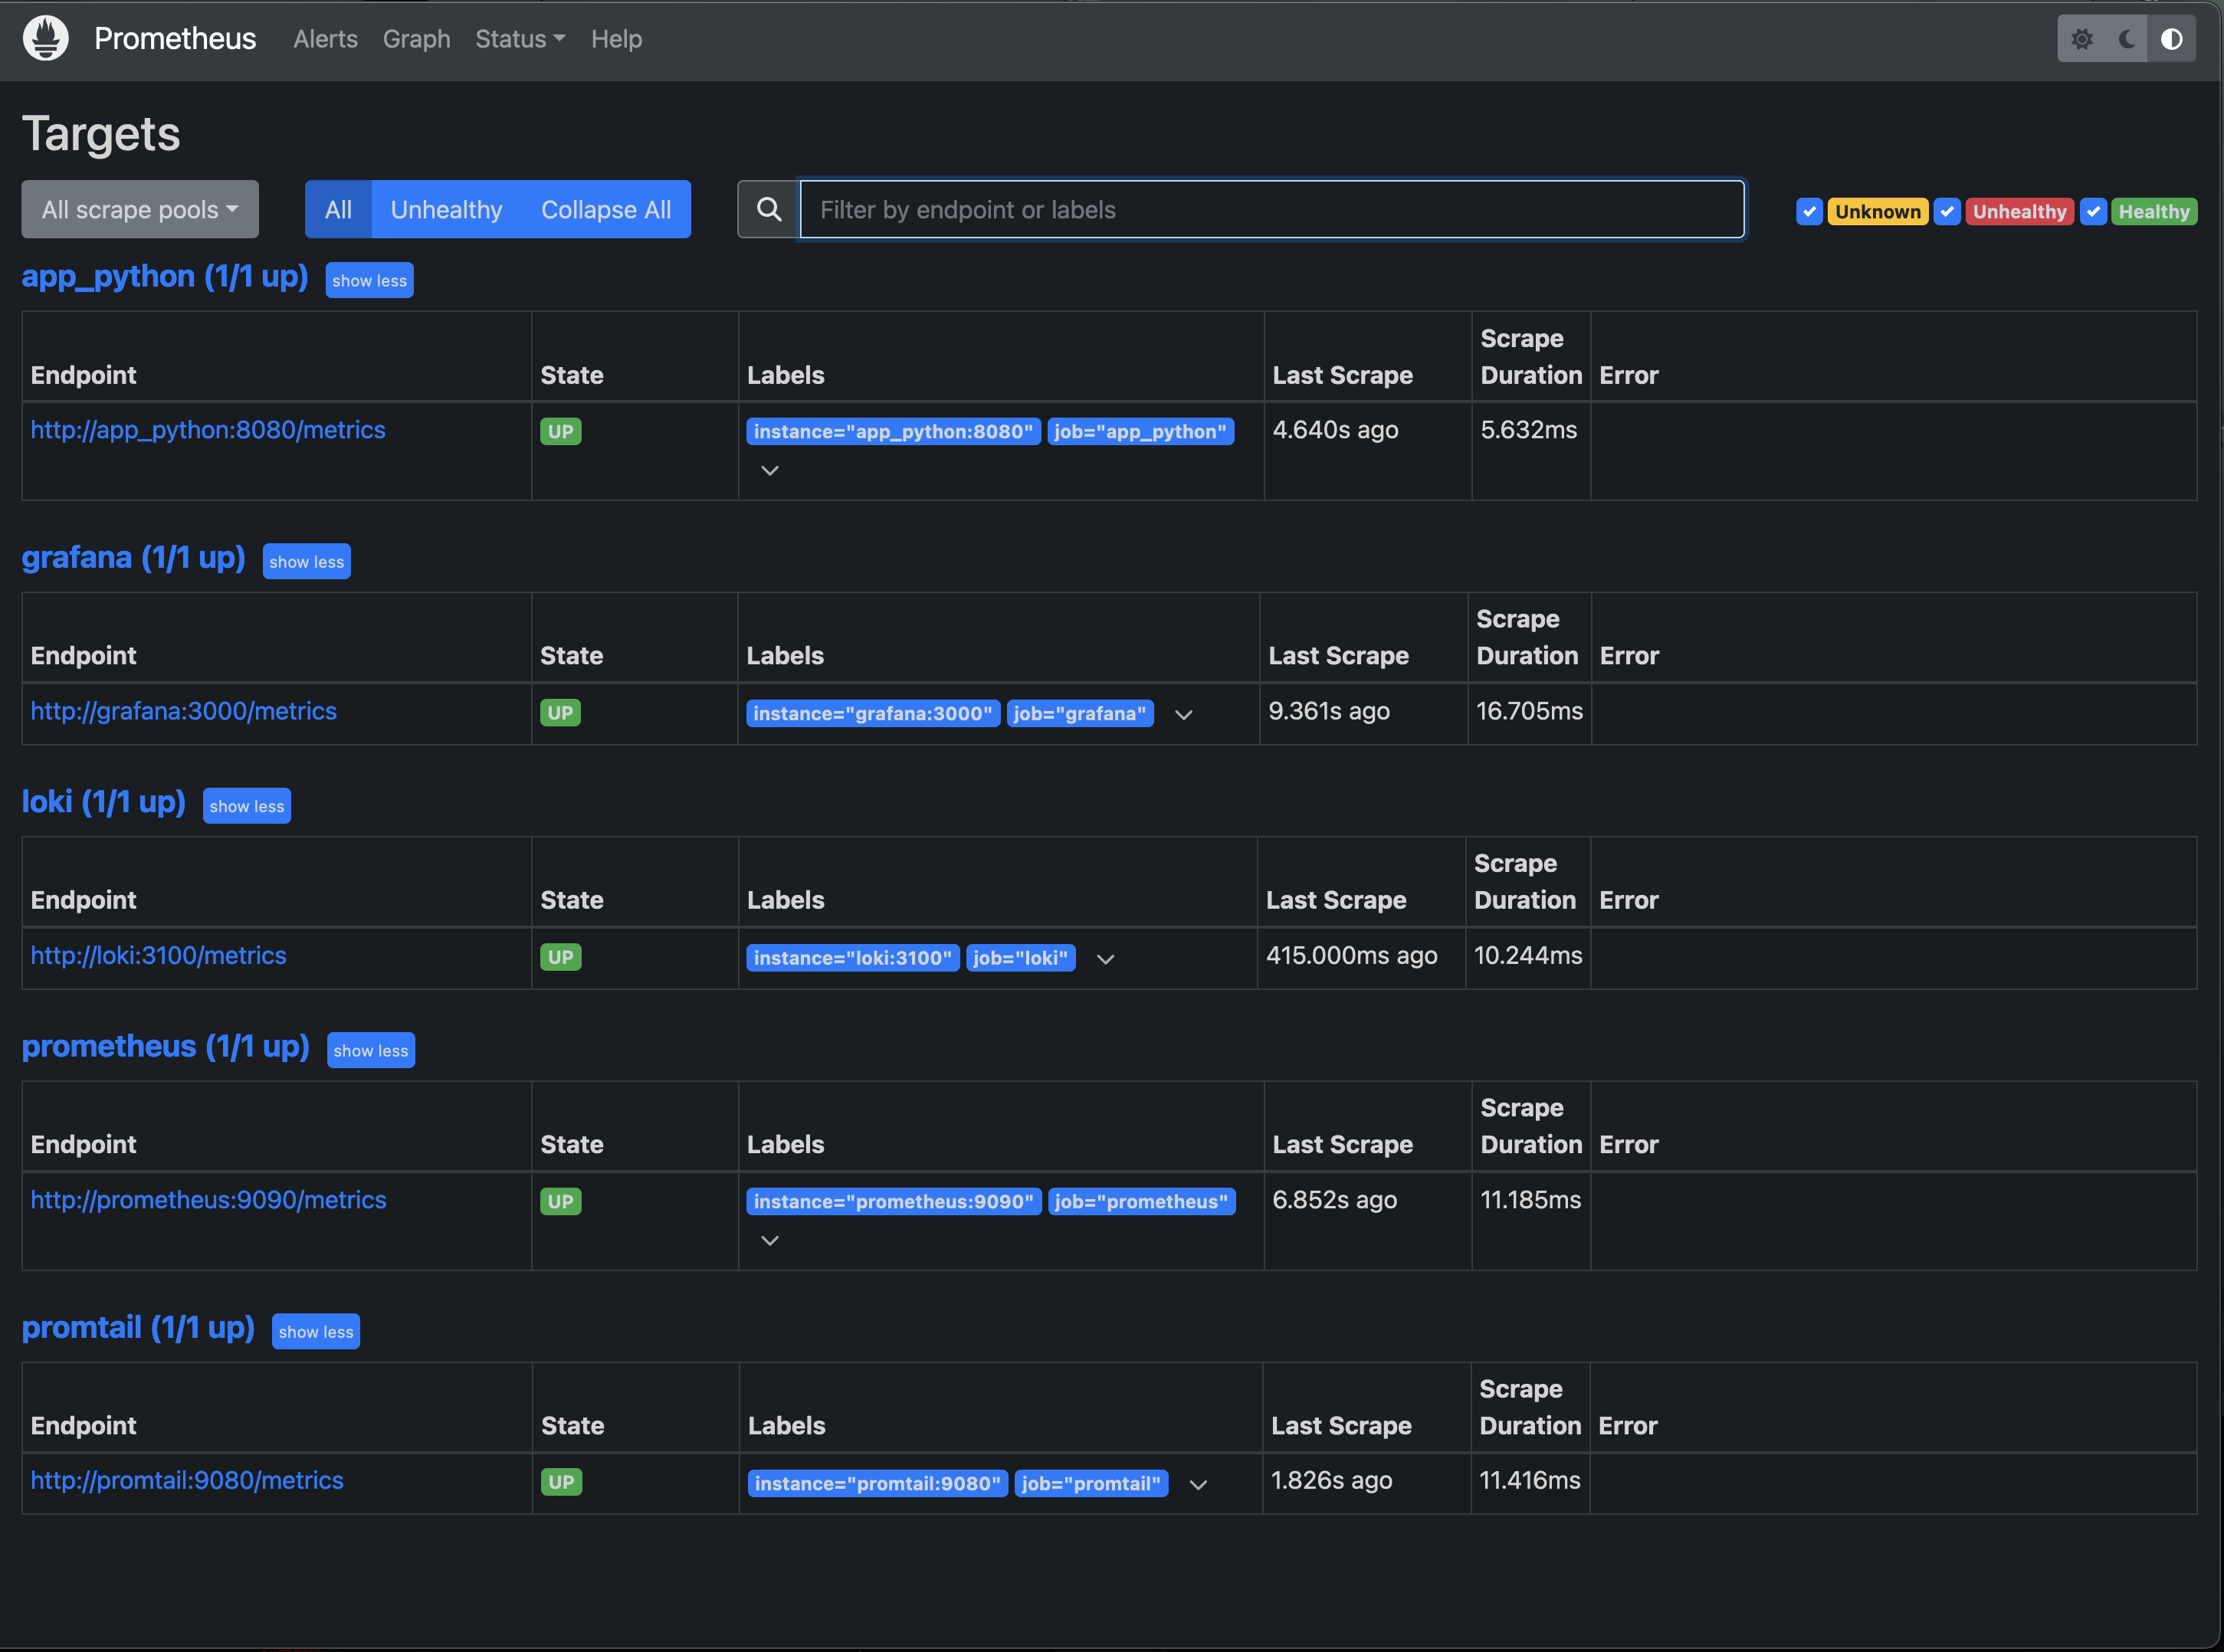 Prometheus Alerts Graph Status Help
Targets
All scrape pools All Unhealthy Collapse All Filter by endpoint or labels Unknown Unhealthy Healthy
app_python (1/1 up) show less
Endpoint State Labels Last Scrape Scrape Duration Error
http://app_python:8080/metrics UP instance="app_python:8080" job="app_python" 4.640s ago 5.632ms
grafana (1/1 up) show less
Endpoint State Labels Last Scrape Scrape Duration Error
http://grafana:3000/metrics UP instance="grafana:3000" job="grafana" 9.361s ago 16.705ms
loki (1/1 up) show less
Endpoint State Labels Last Scrape Scrape Duration Error
http://loki:3100/metrics UP instance="loki:3100" job="loki" 415.000ms ago 10.244ms
prometheus (1/1 up) show less
Endpoint State Labels Last Scrape Scrape Duration Error
http://prometheus:9090/metrics UP instance="prometheus:9090" job="prometheus" 6.852s ago 11.185ms
promtail (1/1 up) show less
Endpoint State Labels Last Scrape Scrape Duration Error
http://promtail:9080/metrics UP instance="promtail:9080" job="promtail" 1.826s ago 11.416ms